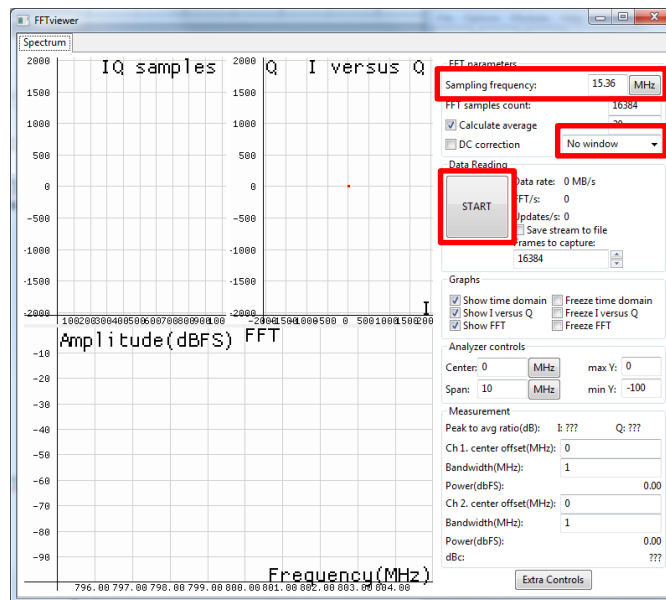 FFTviewer
Spectrum
IQ samples
2000
1500
1000
500
0
-500
-1000
-1500
-2000
100200300400500600700800900100
Q I versus Q
2000
1500
1000
500
0
-500
-1000
-1500
I
0 500
Amplitude(dBFS) FFT
-10
-20
-30
-40
-50
-60
-70
-80
-90
Frequency(MHz)
796.00 797.00 798.00 799.00 800.00 801.00 802.00 803.00 804.00
FFT parameters
Sampling frequency: 15.36 MHz
FFT samples count: 16384
Calculate average
DC correction No window
Data Reading
START
Data rate: 0 MB/s
FFT/s: 0
Updates/s: 0
Save stream to file
Frames to capture:
16384
Graphs
Show time domain Freeze time domain
Show I versus Q Freeze I versus Q
Show FFT Freeze FFT
Analyzer controls
Center: 0 MHz max Y: 0
Span: 10 MHz min Y: -100
Measurement
Peak to avg ratio(dB): I: ??? Q: ???
Ch 1. center offset(MHz): 0
Bandwidth(MHz): 1
Power(dbFS): 0.00
Ch 2. center offset(MHz): 0
Bandwidth(MHz): 1
Power(dbFS): 0.00
dBc: ???
Extra Controls